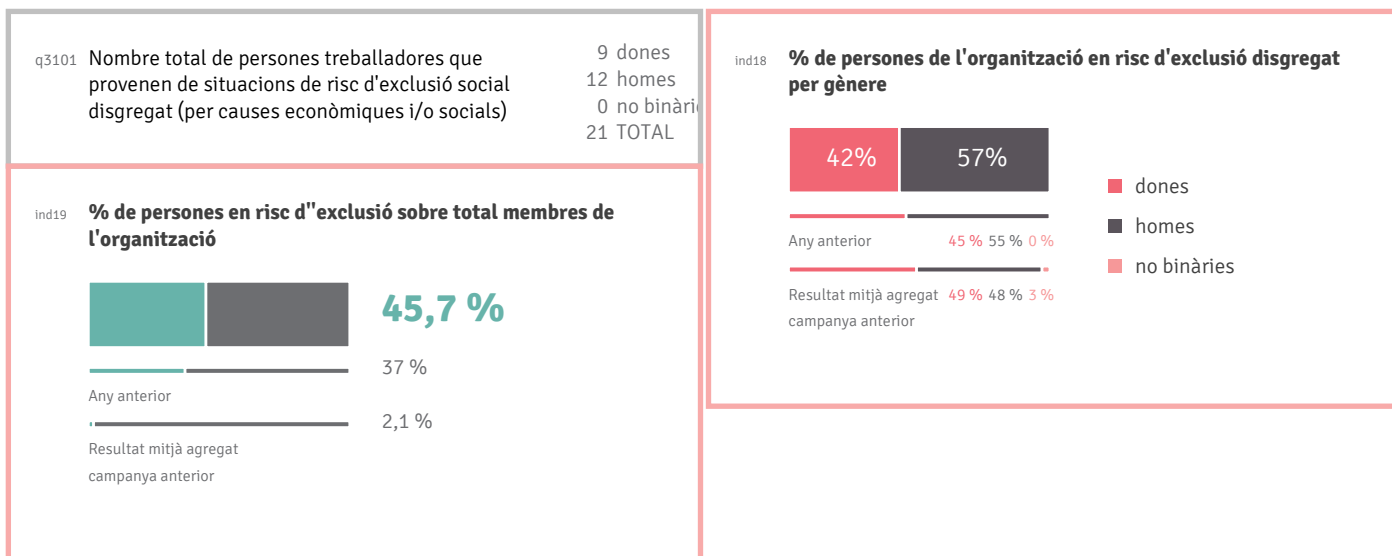 q3101 Nombre total de persones treballadores que
provenen de situacions de risc d'exclusió social
disgregat (per causes econòmiques i/o socials)
9 dones
12 homes
0 no binàri
21 TOTAL
ind19 % de persones en risc d"exclusió sobre total membres de
l'organització
45,7 %
37 %
Any anterior
2,1 %
Resultat mitjà agregat
campanya anterior
ind18 % de persones de l'organització en risc d'exclusió disgregat
per gènere
42% 57%
dones
homes
no binàries
Any anterior 45 % 55 % 0 %
Resultat mitjà agregat 49 % 48 % 3 %
campanya anterior